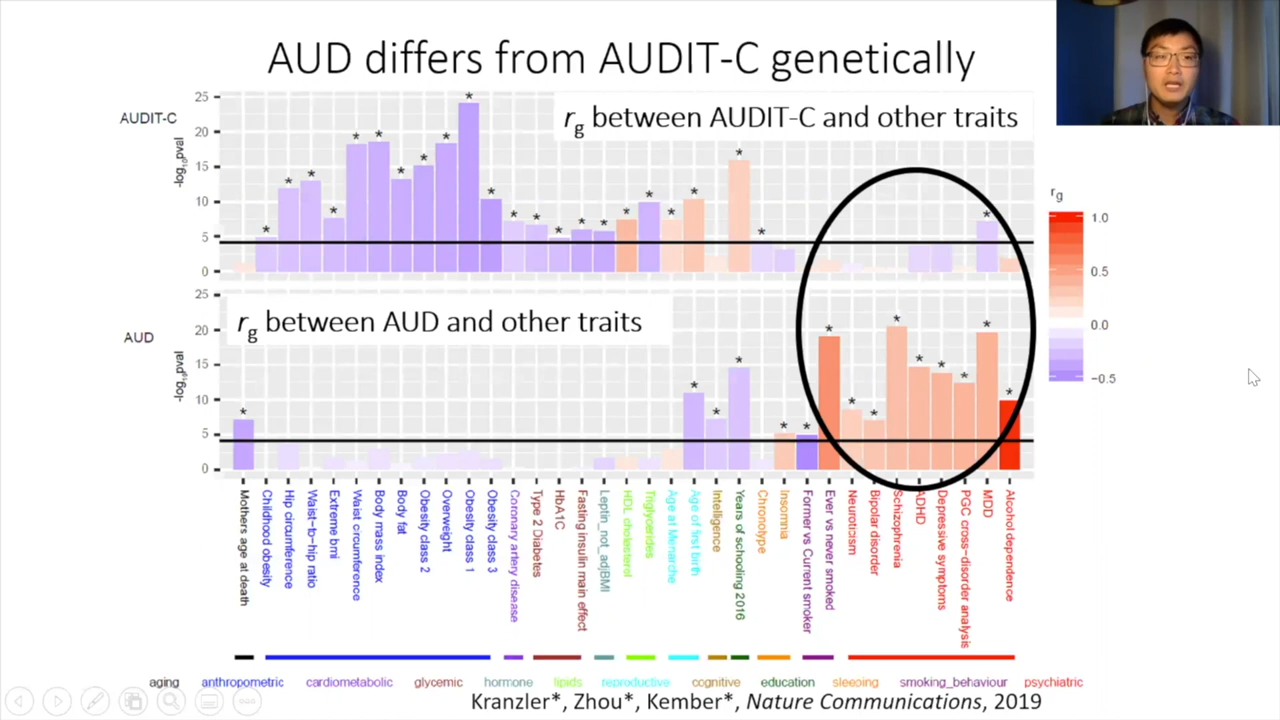 AUD differs from AUDIT-C genetically
AUDIT-C
-log₁₀pval
25
20
15
10
5
0
rg between AUDIT-C and other traits
* * * * * * * * * * * * * * * * * * * * * * *
AUD
-log₁₀pval
25
20
15
10
5
0
rg between AUD and other traits
* * * * * * * * * * * * * * *
rg
1.0
0.5
0.0
−0.5
Mothers age at death
Childhood obesity
Hip circumference
Waist−to−hip ratio
Extreme bmi
Waist circumference
Body mass index
Body fat
Obesity class 2
Overweight
Obesity class 1
Obesity class 3
Coronary artery disease
Type 2 Diabetes
HbA1C
Fasting insulin main effect
Leptin_not_adjBMI
HDL cholesterol
Triglycerides
Age at Menarche
Age of first birth
Intelligence
Years of schooling 2016
Chronotype
Insomnia
Former vs Current smoker
Ever vs never smoked
Neuroticism
Bipolar disorder
Schizophrenia
ADHD
Depressive symptoms
PGC cross−disorder analysis
MDD
Alcohol dependence
aging anthropometric cardiometabolic glycemic hormone lipids reproductive cognitive education sleeping smoking_behaviour psychiatric
Kranzler*, Zhou*, Kember*, Nature Communications, 2019